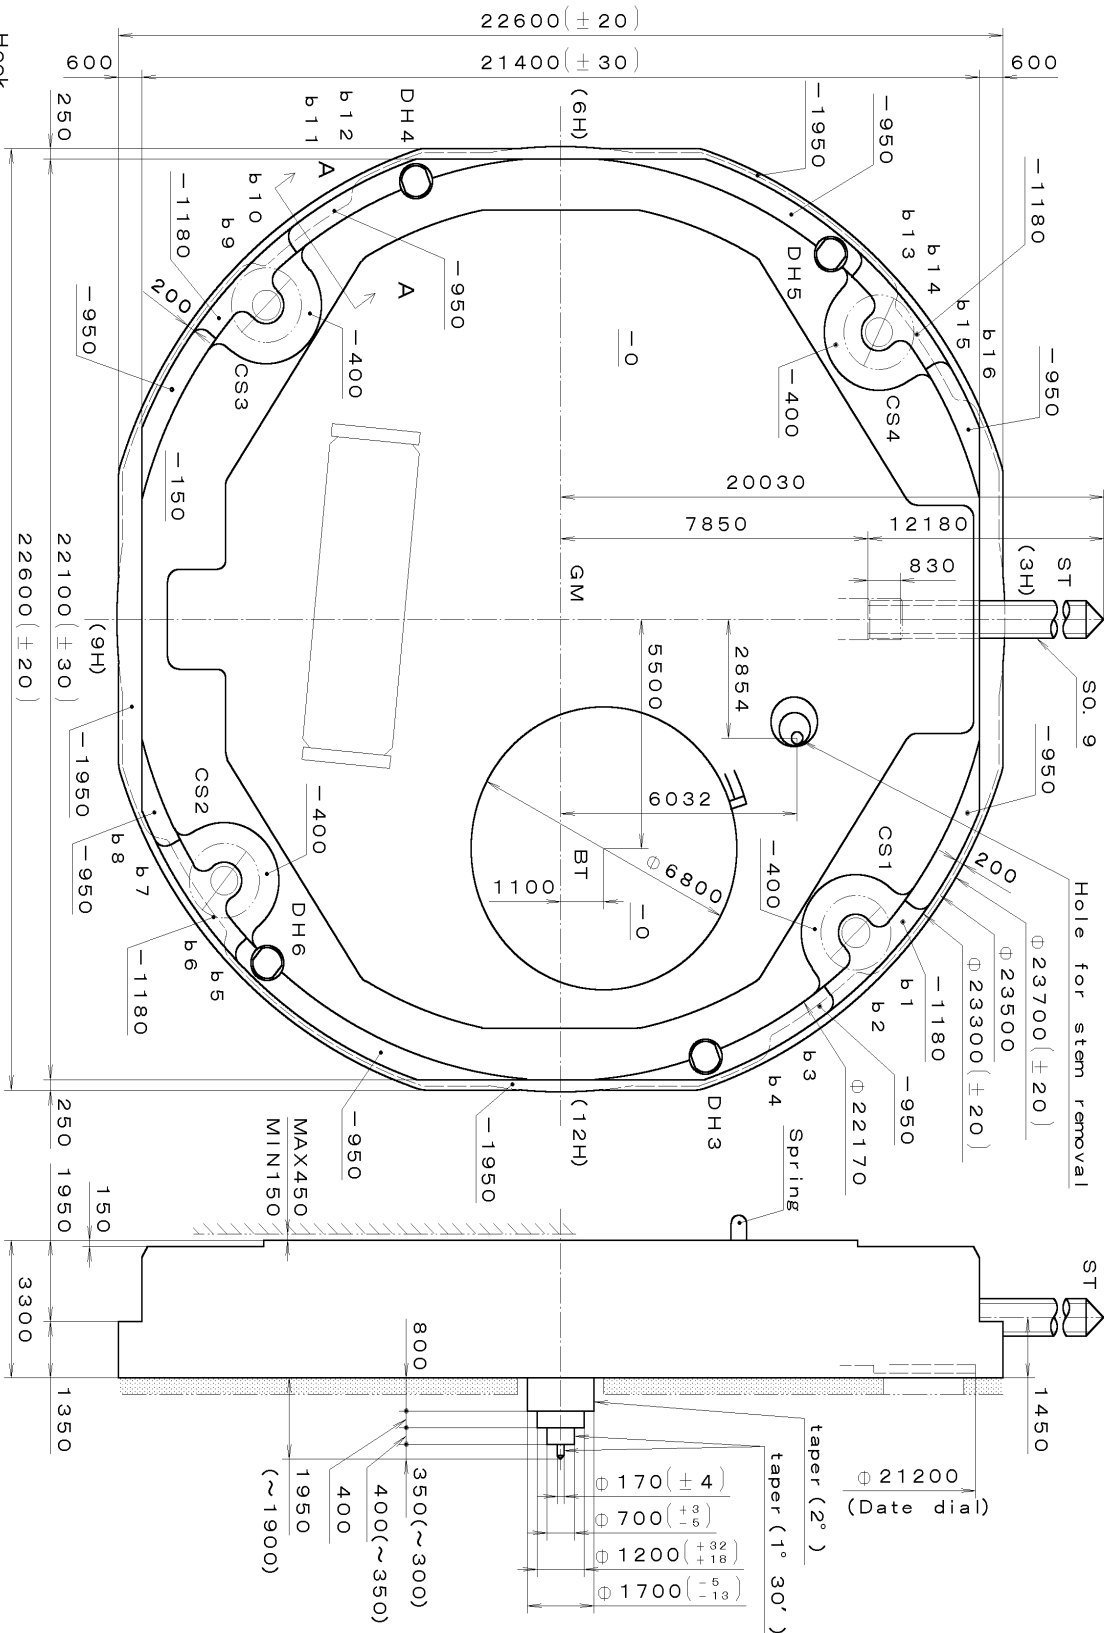 22600(±20)
21400(±30)
600
600
250
(6H)
DH4
b12
b11
A
A
b10
b9
-1180
-950
200
-950
-400
CS3
-150
-1950
-950
-1180
b13
b14
b15
b16
DH5
-950
-400
CS4
-0
20030
7850
12180
830
ST
(3H)
SO. 9
GM
22100(±30)
22600(±20)
(9H)
5500
2854
6032
BT
Φ6800
1100
-0
-1950
-950
b8
b7
CS2
-400
DH6
b6
b5
-1180
-950
CS1
-400
200
Hole for stem removal
Φ23700(±20)
Φ23500
Φ23300(±20)
-1180
b1
b2
-950
b3
b4
Φ22170
DH3
(12H)
-1950
-950
250
Hook
MAX450
MIN150
Spring
ST
1950
150
3300
1350
1450
800
350(~300)
400(~350)
400
1950
(~1900)
taper (2°)
taper (1° 30′)
Φ21200
(Date dial)
Φ170(±4)
Φ700(+3 -5)
Φ1200(+32 +18)
Φ1700(-5 -13)